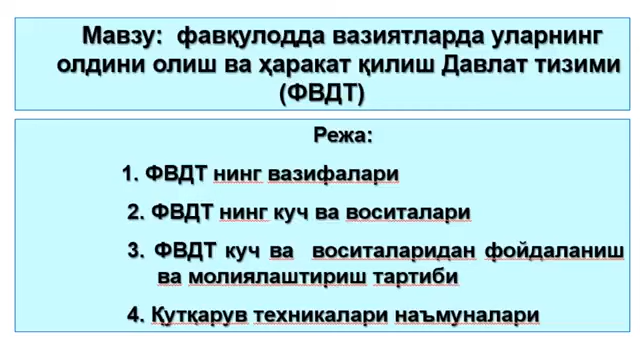 Мавзу: фавқулодда вазиятларда уларнинг
олдини олиш ва ҳаракат қилиш Давлат тизими
(ФВДТ)
Режа:
1. ФВДТ нинг вазифалари
2. ФВДТ нинг куч ва воситалари
3. ФВДТ куч ва воситаларидан фойдаланиш
ва молиялаштириш тартиби
4. Қутқарув техникалари наъмуналари